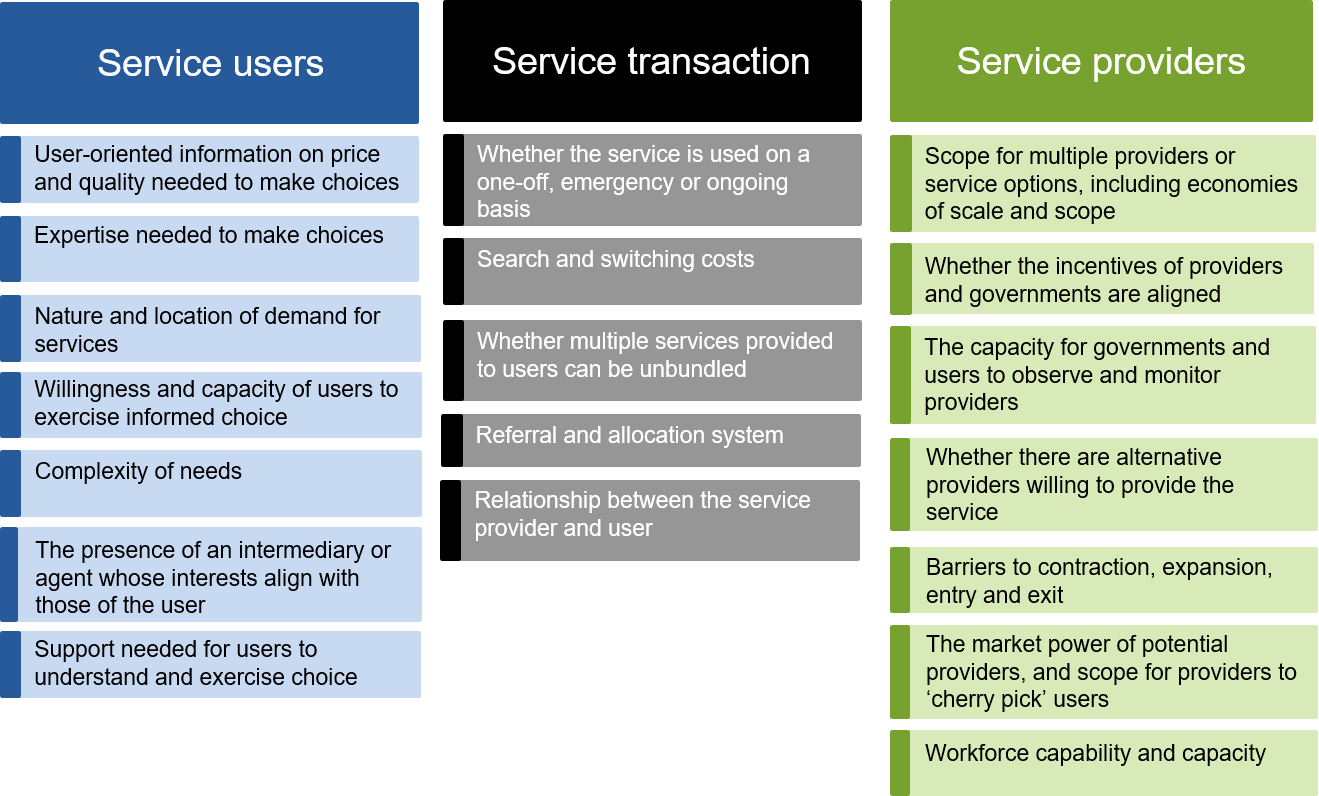 Service users
User-oriented information on price
and quality needed to make choices
Expertise needed to make choices
Nature and location of demand for
services
Willingness and capacity of users to
exercise informed choice
Complexity of needs
The presence of an intermediary or
agent whose interests align with
those of the user
Support needed for users to
understand and exercise choice
Service transaction
Whether the service is used on a
one-off, emergency or ongoing
basis
Search and switching costs
Whether multiple services provided
to users can be unbundled
Referral and allocation system
Relationship between the service
provider and user
Service providers
Scope for multiple providers or
service options, including economies
of scale and scope
Whether the incentives of providers
and governments are aligned
The capacity for governments and
users to observe and monitor
providers
Whether there are alternative
providers willing to provide the
service
Barriers to contraction, expansion,
entry and exit
The market power of potential
providers, and scope for providers to
‘cherry pick’ users
Workforce capability and capacity